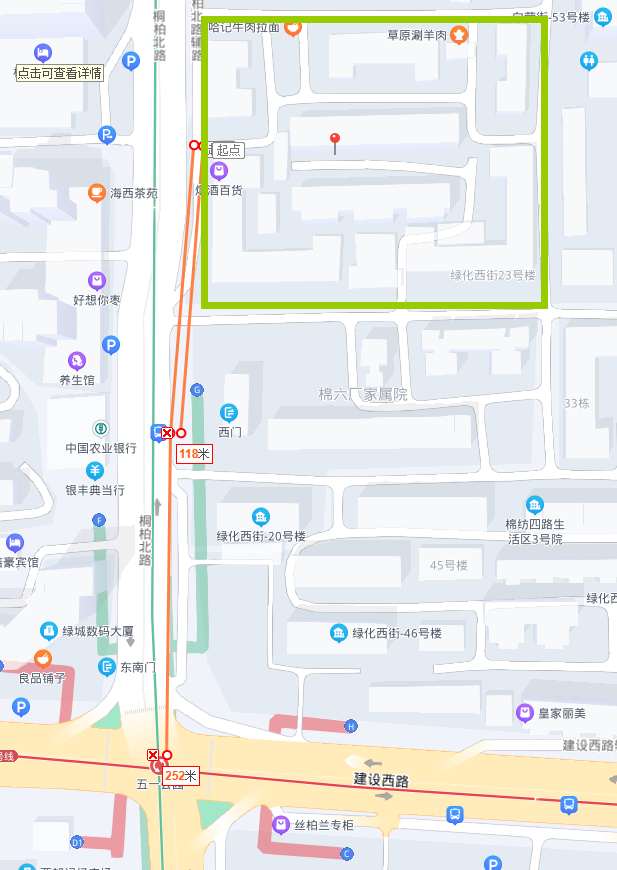 桐柏北路
桐柏北路辅路
哈记牛肉拉面
草原涮羊肉
向荣街-53号楼
P
点击可查看详情
P
起点
烟酒百货
海西茶苑
绿化西街23号楼
好想你枣
P
养生馆
G
棉六厂家属院
33栋
西门
118米
中国农业银行
银丰典当行
桐柏北路
F
绿化西街-20号楼
棉纺四路生
活区3号院
45号楼
绿化西
豪宾馆
绿城数码大厦
绿化西街-46号楼
东南门
良品铺子
P
皇家丽美
H
建设西路辅
号线
252米
五一公园
建设西路
丝柏兰专柜
D1
C
P